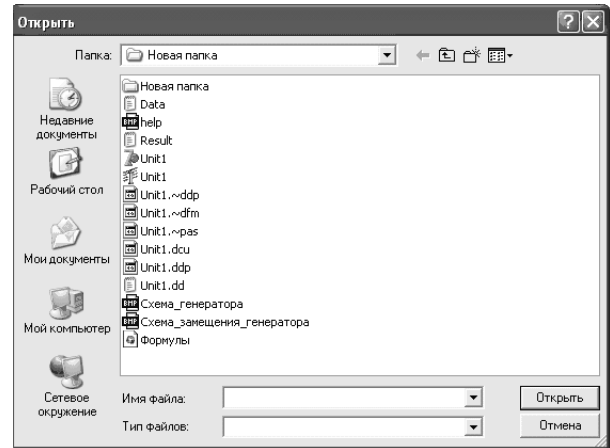 Открыть
Папка: Новая папка
Недавние документы
Рабочий стол
Мои документы
Мой компьютер
Сетевое окружение
Новая папка
Data
help
Result
Unit1
Unit1
Unit1.~ddp
Unit1.~dfm
Unit1.~pas
Unit1.dcu
Unit1.ddp
Unit1.dd
Схема_генератора
Схема_замещения_генератора
Формулы
Имя файла:
Открыть
Тип файлов:
Отмена